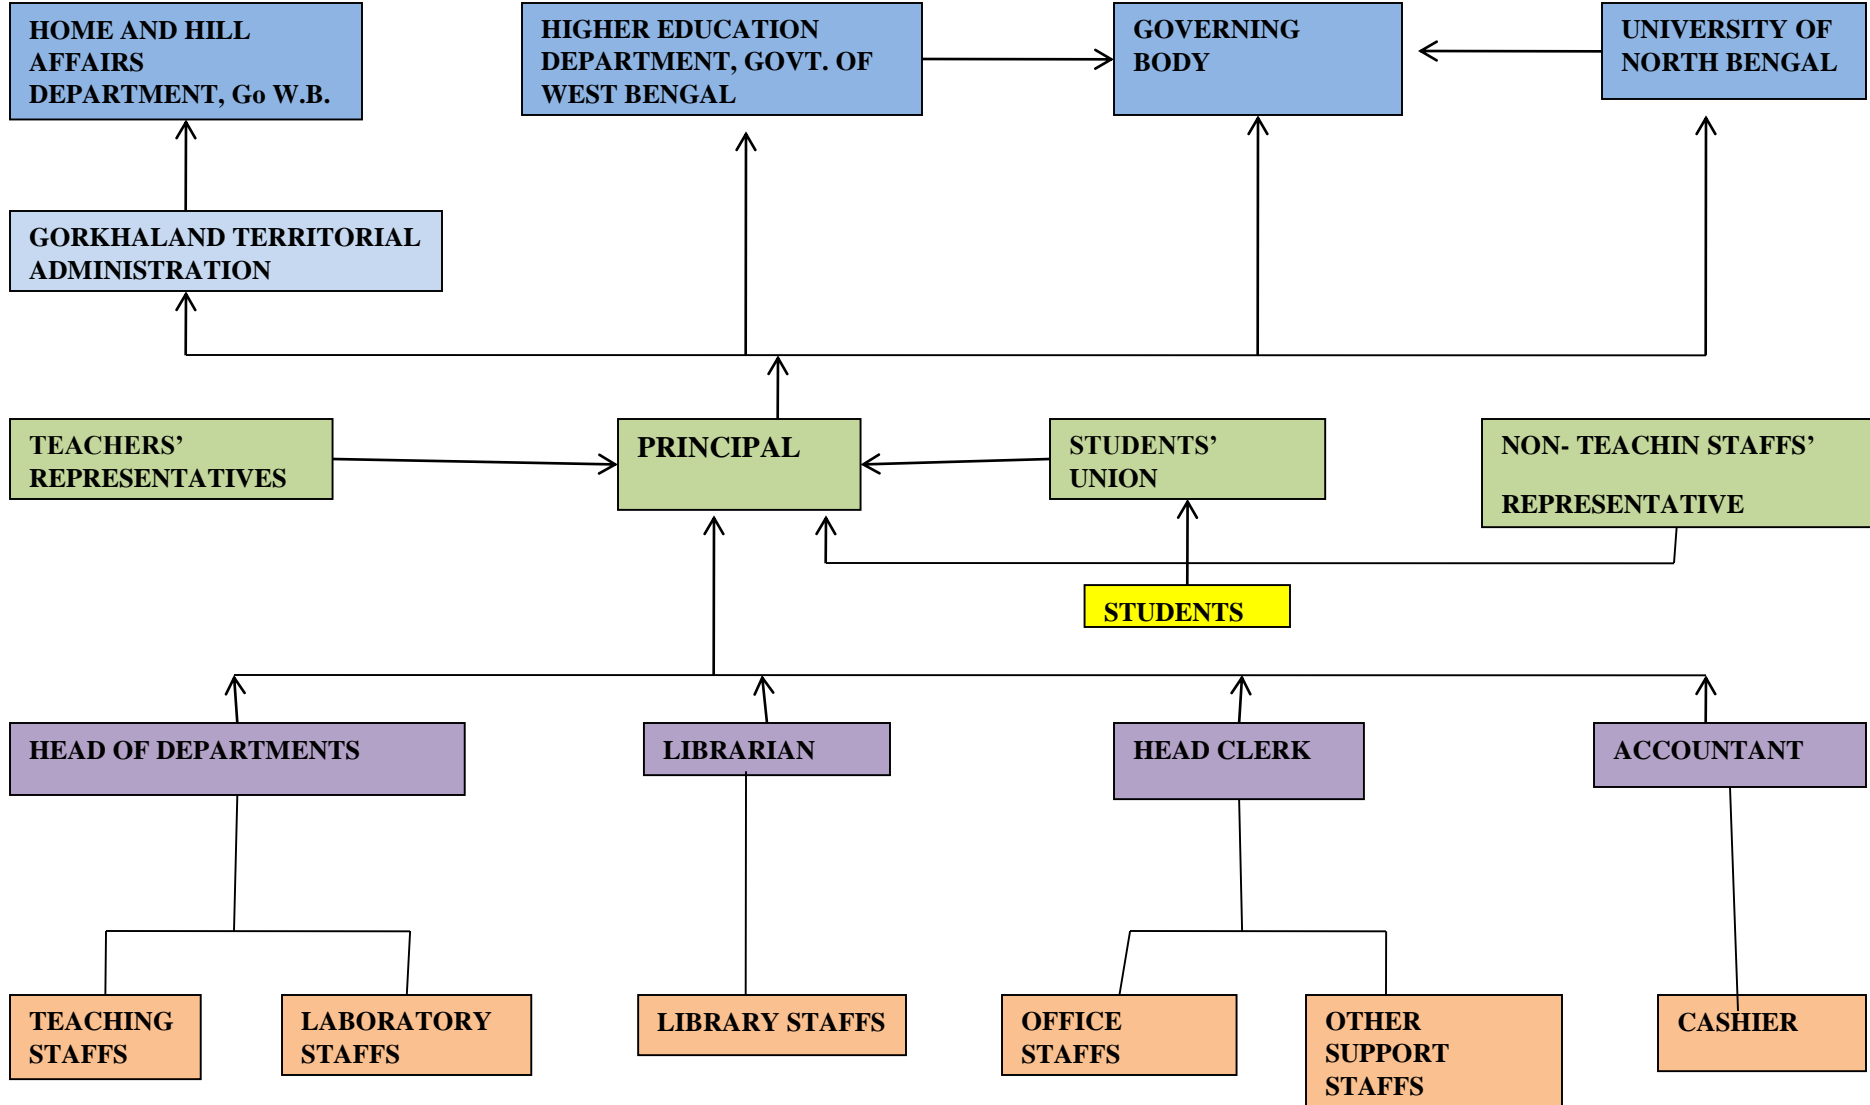 HOME AND HILL
AFFAIRS
DEPARTMENT, Go W.B.
HIGHER EDUCATION
DEPARTMENT, GOVT. OF
WEST BENGAL
GOVERNING
BODY
UNIVERSITY OF
NORTH BENGAL
GORKHALAND TERRITORIAL
ADMINISTRATION
TEACHERS’
REPRESENTATIVES
PRINCIPAL
STUDENTS’
UNION
NON- TEACHIN STAFFS’
REPRESENTATIVE
STUDENTS
HEAD OF DEPARTMENTS
LIBRARIAN
HEAD CLERK
ACCOUNTANT
TEACHING
STAFFS
LABORATORY
STAFFS
LIBRARY STAFFS
OFFICE
STAFFS
OTHER
SUPPORT
STAFFS
CASHIER